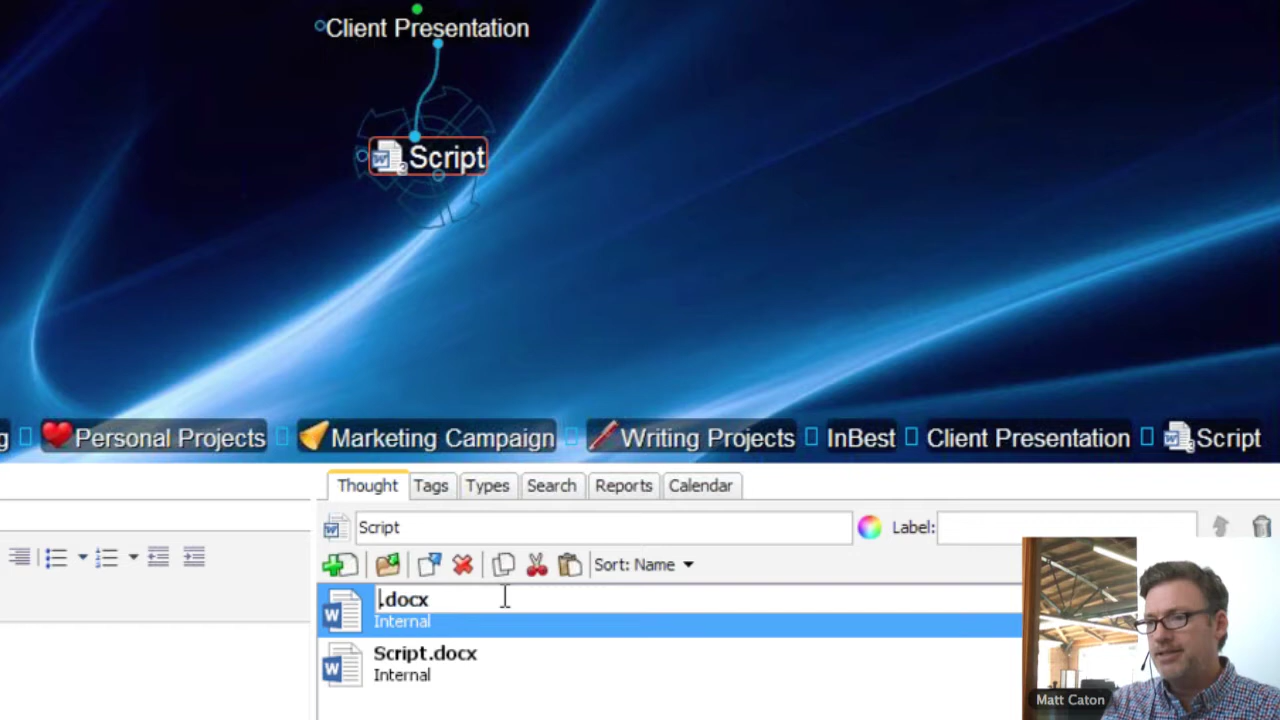 Client Presentation
Script
g Personal Projects Marketing Campaign Writing Projects InBest Client Presentation Script
Thought Tags Types Search Reports Calendar
Script Label:
Sort: Name
.docx
Internal
Script.docx
Internal
Matt Caton